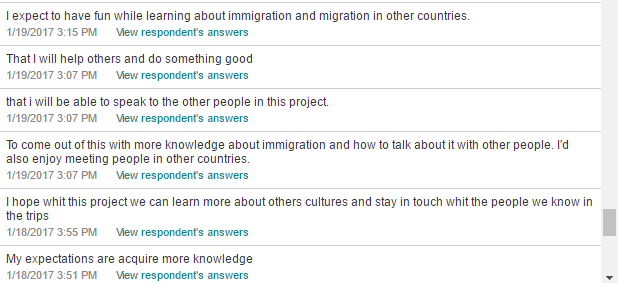 I expect to have fun while learning about immigration and migration in other countries.
1/19/2017 3:15 PM View respondent's answers
That I will help others and do something good
1/19/2017 3:07 PM View respondent's answers
that i will be able to speak to the other people in this project.
1/19/2017 3:07 PM View respondent's answers
To come out of this with more knowledge about immigration and how to talk about it with other people. I'd
also enjoy meeting people in other countries.
1/19/2017 3:07 PM View respondent's answers
I hope whit this project we can learn more about others cultures and stay in touch whit the people we know in
the trips
1/18/2017 3:55 PM View respondent's answers
My expectations are acquire more knowledge
1/18/2017 3:51 PM View respondent's answers